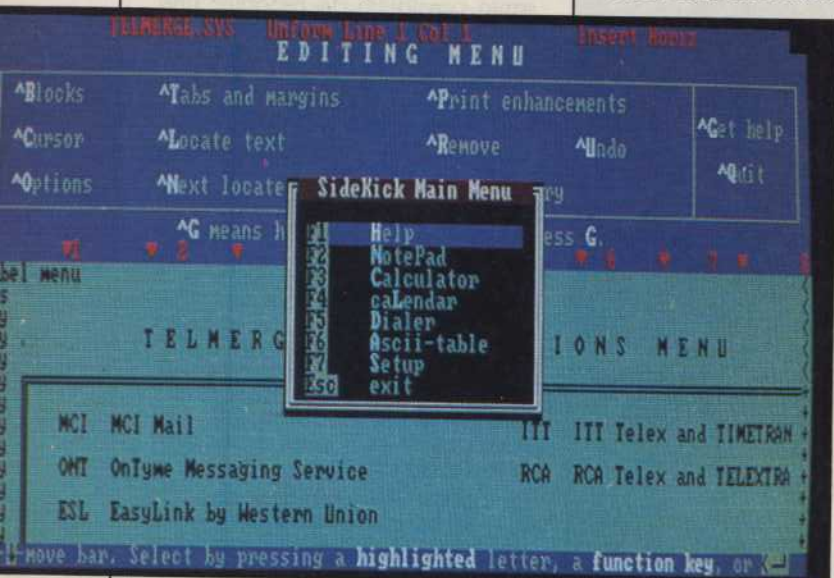 TELMERGE.SYS Unform Line 1 Col 1 Insert Horiz
EDITING MENU
^Blocks ^Tabs and margins ^Print enhancements
^Cursor ^Locate text ^Remove ^Undo ^Get help
^Options ^Next locate ry ^Quit
^G means h ess G.
SideKick Main Menu
F1 Help
F2 NotePad
F3 Calculator
F4 caLendar
F5 Dialer
F6 Ascii-table
F7 Setup
Esc exit
bel menu
TELMERG IONS MENU
MCI MCI Mail ITT ITT Telex and TIMETRAN
ONT OnTyme Messaging Service RCA RCA Telex and TELEXTRA
ESL EasyLink by Western Union
move bar. Select by pressing a highlighted letter, a function key, or